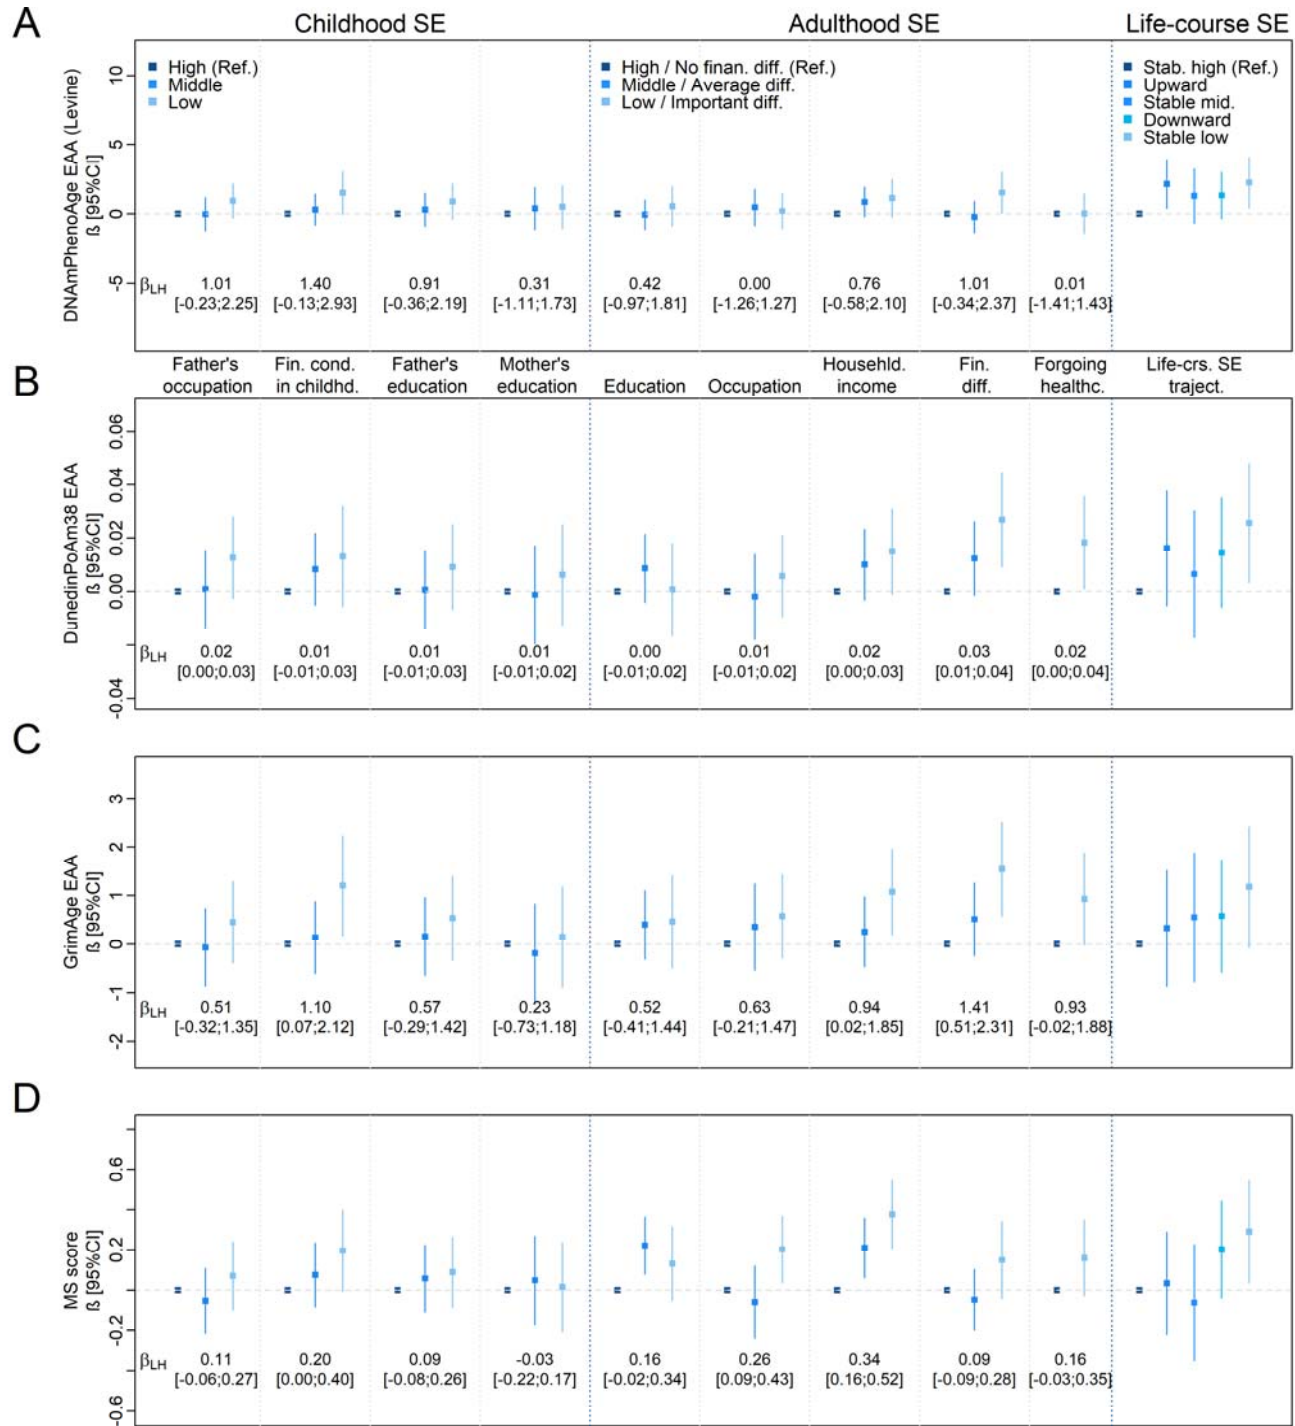 A
Childhood SE
Adulthood SE
Life-course SE
DNAmPhenoAge EAA (Levine)
ß [95%CI]
10
5
0
-5
High (Ref.)
Middle
Low
High / No finan. diff. (Ref.)
Middle / Average diff.
Low / Important diff.
Stab. high (Ref.)
Upward
Stable mid.
Downward
Stable low
βLH
1.01 1.40 0.91 0.31 0.42 0.00 0.76 1.01 0.01
[-0.23;2.25] [-0.13;2.93] [-0.36;2.19] [-1.11;1.73] [-0.97;1.81] [-1.26;1.27] [-0.58;2.10] [-0.34;2.37] [-1.41;1.43]
B
Father's occupation
Fin. cond. in childhd.
Father's education
Mother's education
Education
Occupation
Househld. income
Fin. diff.
Forgoing healthc.
Life-crs. SE traject.
DunedinPoAm38 EAA
ß [95%CI]
0.06
0.04
0.02
0.00
-0.04
βLH
0.02 0.01 0.01 0.01 0.00 0.01 0.02 0.03 0.02
[0.00;0.03] [-0.01;0.03] [-0.01;0.03] [-0.01;0.02] [-0.01;0.02] [-0.01;0.02] [0.00;0.03] [0.01;0.04] [0.00;0.04]
C
GrimAge EAA
ß [95%CI]
3
2
1
0
-1
-2
βLH
0.51 1.10 0.57 0.23 0.52 0.63 0.94 1.41 0.93
[-0.32;1.35] [0.07;2.12] [-0.29;1.42] [-0.73;1.18] [-0.41;1.44] [-0.21;1.47] [0.02;1.85] [0.51;2.31] [-0.02;1.88]
D
MS score
ß [95%CI]
0.6
0.2
-0.2
-0.6
βLH
0.11 0.20 0.09 -0.03 0.16 0.26 0.34 0.09 0.16
[-0.06;0.27] [0.00;0.40] [-0.08;0.26] [-0.22;0.17] [-0.02;0.34] [0.09;0.43] [0.16;0.52] [-0.09;0.28] [-0.03;0.35]